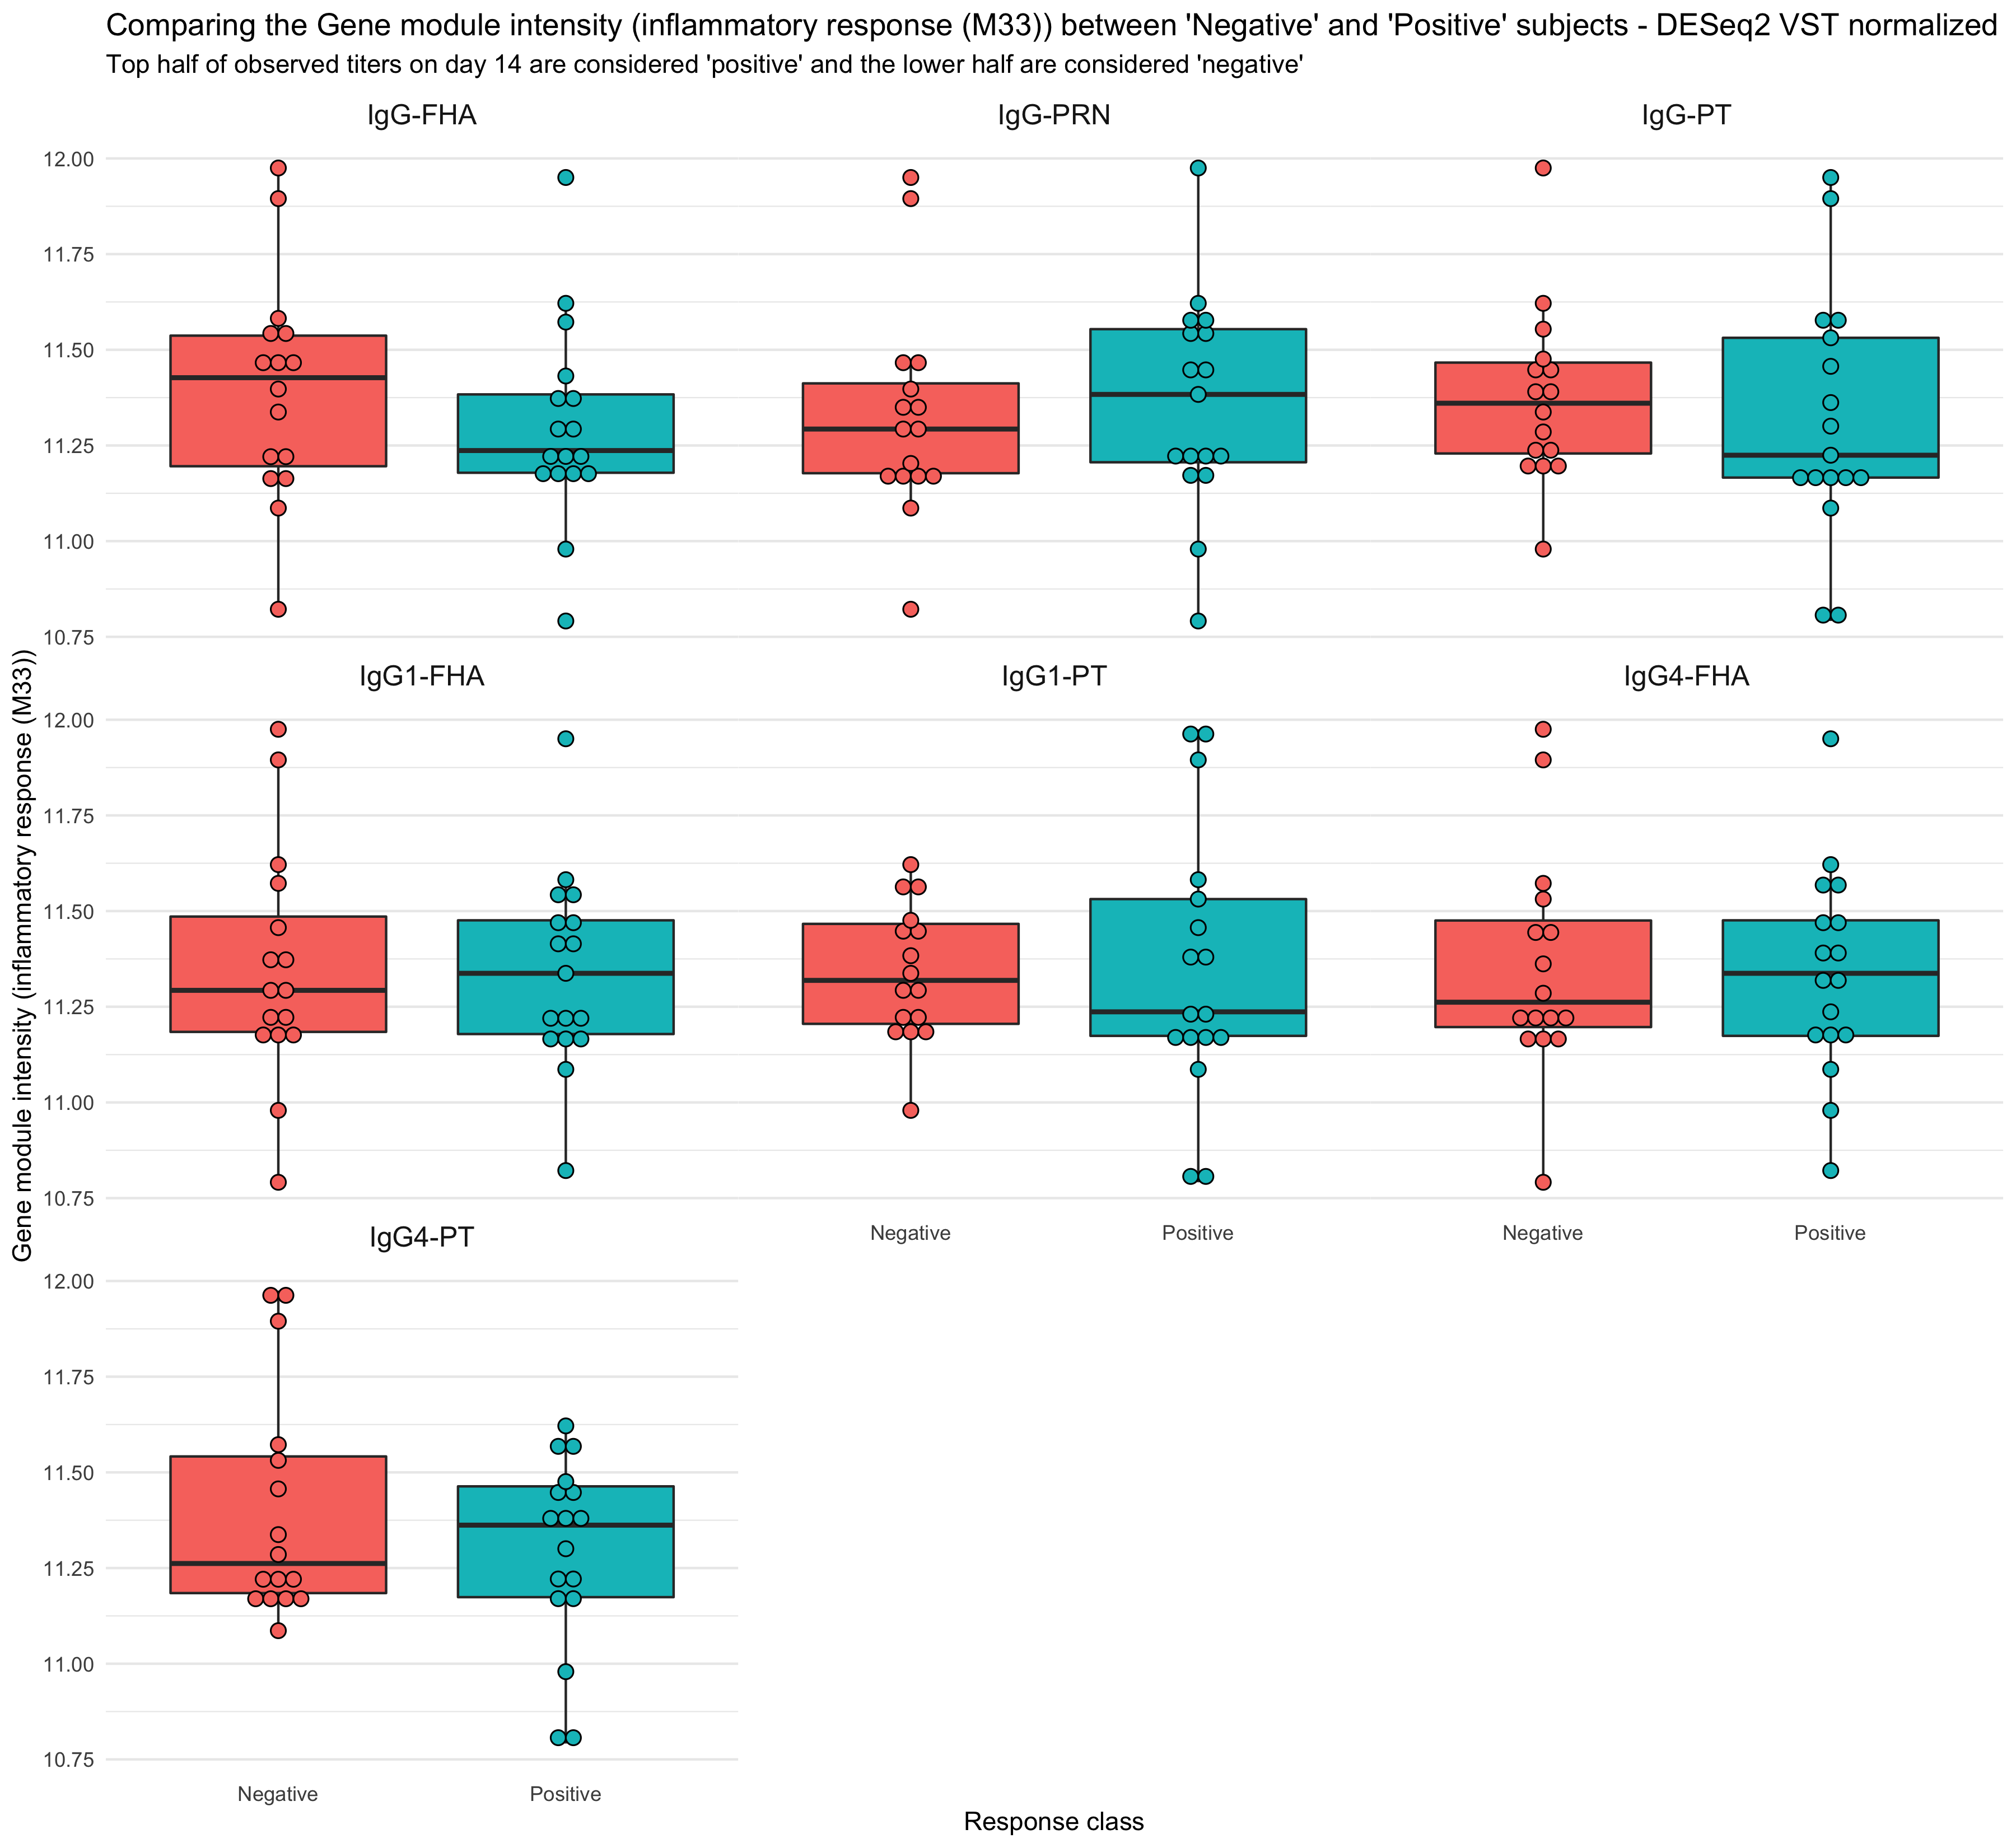 Comparing the Gene module intensity (inflammatory response (M33)) between 'Negative' and 'Positive' subjects - DESeq2 VST normalized
Top half of observed titers on day 14 are considered 'positive' and the lower half are considered 'negative'
IgG-FHA IgG-PRN IgG-PT
12.00
11.75
11.50
11.25
11.00
10.75
IgG1-FHA IgG1-PT IgG4-FHA
12.00
11.75
11.50
11.25
11.00
10.75
Negative Positive Negative Positive
IgG4-PT
12.00
11.75
11.50
11.25
11.00
10.75
Negative Positive
Response class
Gene module intensity (inflammatory response (M33))